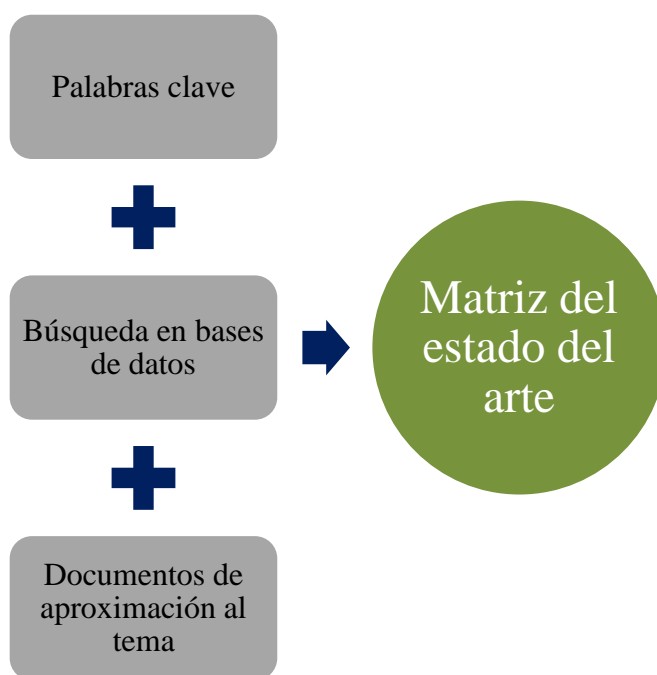 Palabras clave
Búsqueda en bases
de datos
Documentos de
aproximación al
tema
Matriz del
estado del
arte